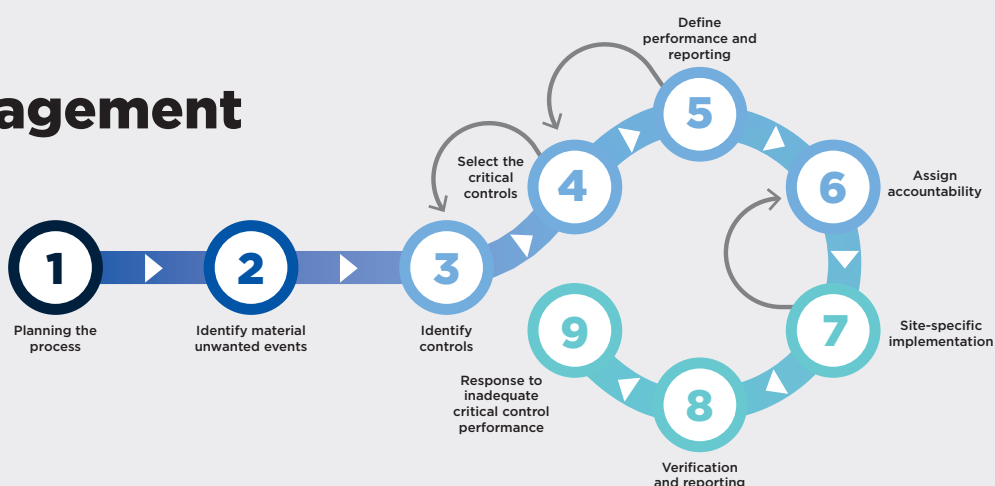 agement
1
Planning the
process
2
Identify material
unwanted events
3
Identify
controls
Select the
critical
controls
4
Define
performance and
reporting
5
6
Assign
accountability
7
Site-specific
implementation
8
Verification
and reporting
9
Response to
inadequate
critical control
performance